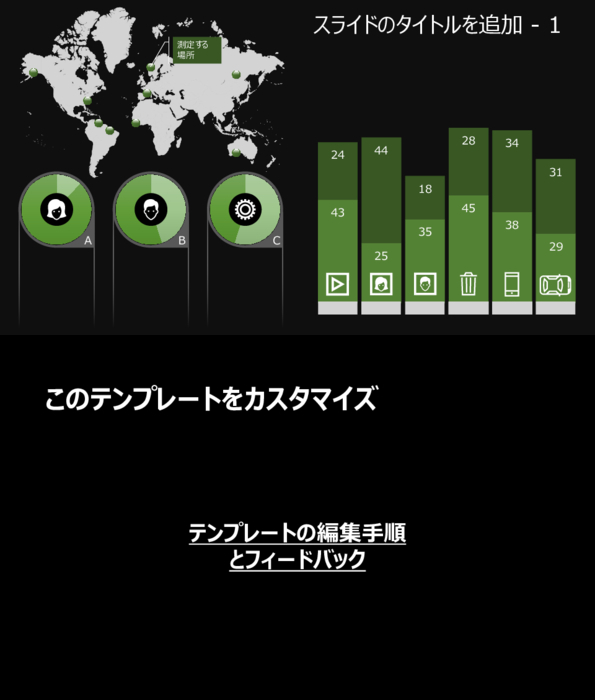 スライドのタイトルを追加 - 1
測定する
場所
A
B
C
24
44
18
28
34
31
43
25
35
45
38
29
このテンプレートをカスタマイズ
テンプレートの編集手順
とフィードバック